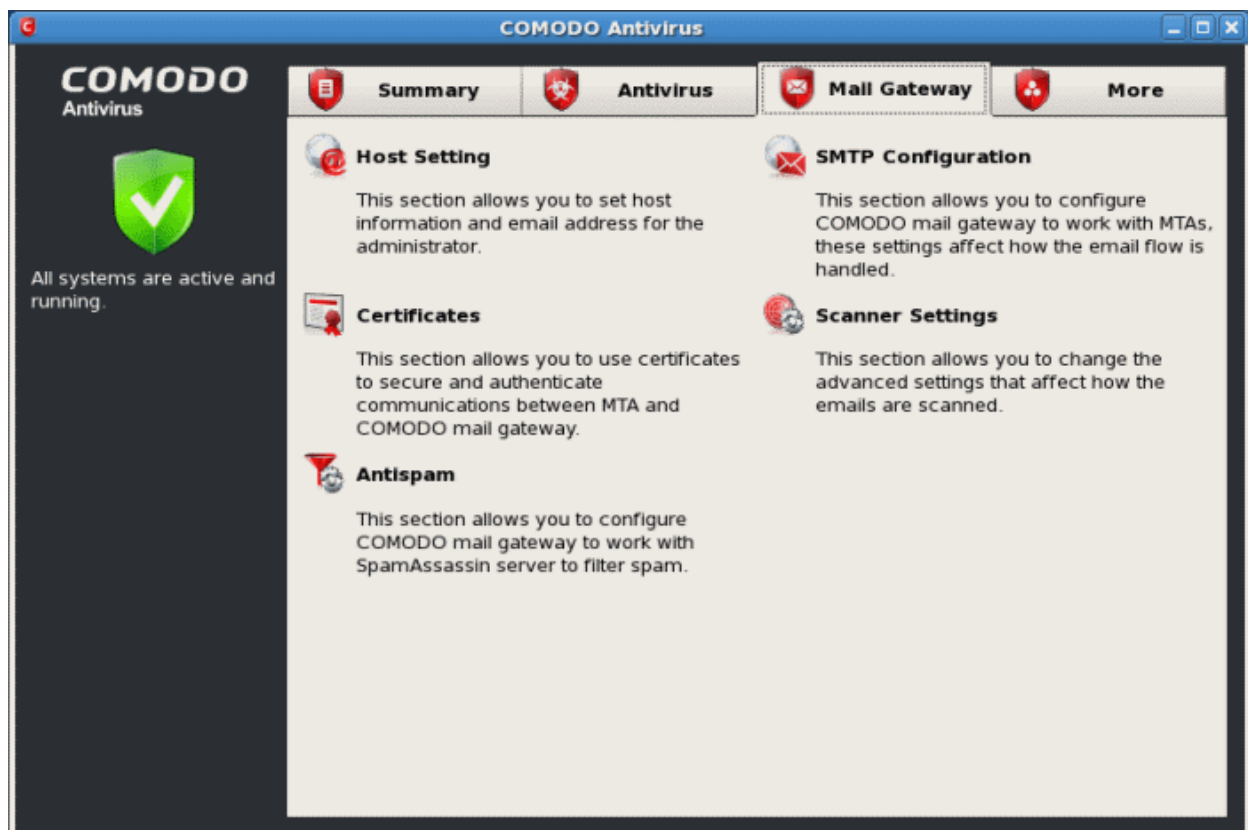 COMODO Antivirus
COMODO
Antivirus
All systems are active and
running.
Summary
Antivirus
Mail Gateway
More
Host Setting
This section allows you to set host
information and email address for the
administrator.
SMTP Configuration
This section allows you to configure
COMODO mail gateway to work with MTAs,
these settings affect how the email flow is
handled.
Certificates
This section allows you to use certificates
to secure and authenticate
communications between MTA and
COMODO mail gateway.
Scanner Settings
This section allows you to change the
advanced settings that affect how the
emails are scanned.
Antispam
This section allows you to configure
COMODO mail gateway to work with
SpamAssassin server to filter spam.